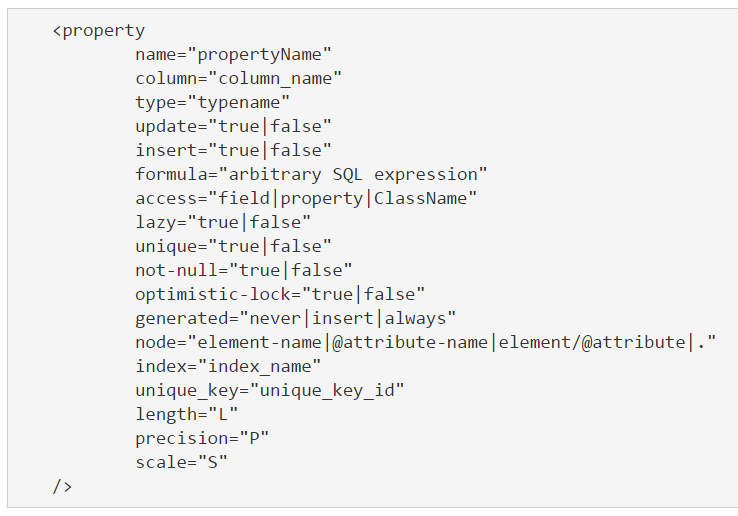 <property
name="propertyName"
column="column_name"
type="typename"
update="true|false"
insert="true|false"
formula="arbitrary SQL expression"
access="field|property|ClassName"
lazy="true|false"
unique="true|false"
not-null="true|false"
optimistic-lock="true|false"
generated="never|insert|always"
node="element-name|@attribute-name|element/@attribute|."
index="index_name"
unique_key="unique_key_id"
length="L"
precision="P"
scale="S"
/>